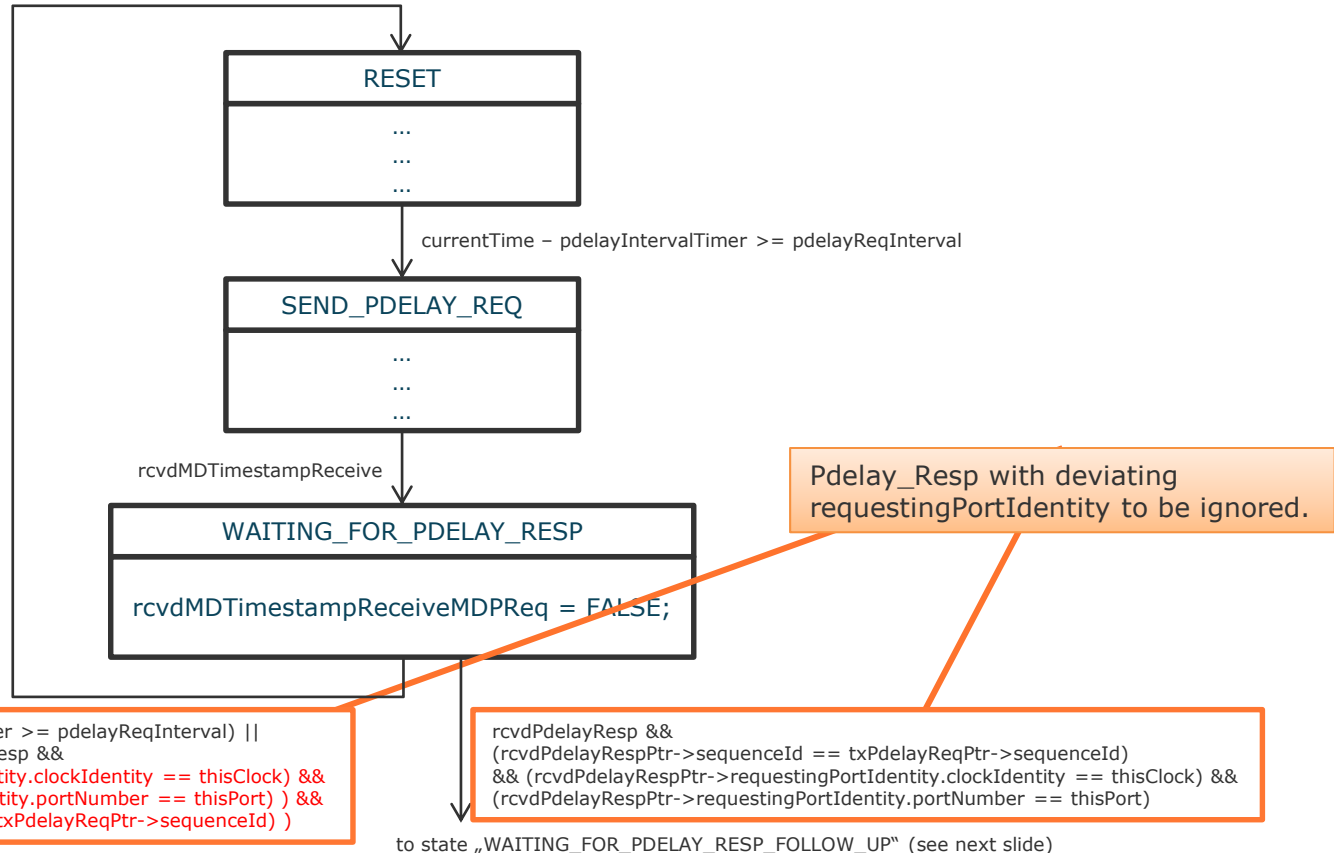 RESET
...
...
...
currentTime – pdelayIntervalTimer >= pdelayReqInterval
SEND_PDELAY_REQ
...
...
...
rcvdMDTimestampReceive
Pdelay_Resp with deviating
requestingPortIdentity to be ignored.
WAITING_FOR_PDELAY_RESP
rcvdMDTimestampReceiveMDPReq = FALSE;
er >= pdelayReqInterval) ||
esp &&
tity.clockIdentity == thisClock) &&
tity.portNumber == thisPort) ) &&
txPdelayReqPtr->sequenceId) )
rcvdPdelayResp &&
(rcvdPdelayRespPtr->sequenceId == txPdelayReqPtr->sequenceId)
&& (rcvdPdelayRespPtr->requestingPortIdentity.clockIdentity == thisClock) &&
(rcvdPdelayRespPtr->requestingPortIdentity.portNumber == thisPort)
to state „WAITING_FOR_PDELAY_RESP_FOLLOW_UP“ (see next slide)